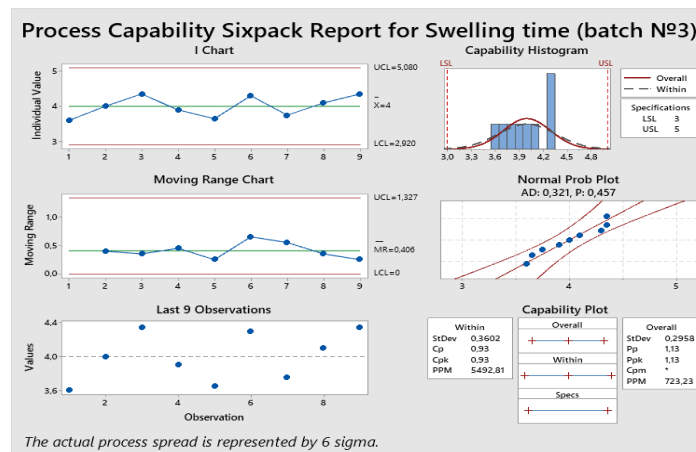 Process Capability Sixpack Report for Swelling time (batch №3)
I Chart
Individual Value
5
4
3
UCL=5,080
X=4
LCL=2,920
1 2 3 4 5 6 7 8 9
Moving Range Chart
Moving Range
1,0
0,5
0,0
UCL=1,327
MR=0,406
LCL=0
1 2 3 4 5 6 7 8 9
Last 9 Observations
Values
4.4
4.0
3.6
2 4 6 8
Observation
Capability Histogram
LSL USL
3,0 3,3 3,6 3,9 4,2 4,5 4,8
Overall
Within
Specifications
LSL 3
USL 5
Normal Prob Plot
AD: 0,321, P: 0,457
3 4 5
Capability Plot
Within
StDev 0,3602
Cp 0,93
Cpk 0,93
PPM 5492,81
Overall
Within
Specs
Overall
StDev 0,2958
Pp 1,13
Ppk 1,13
Cpm *
PPM 723,23
The actual process spread is represented by 6 sigma.